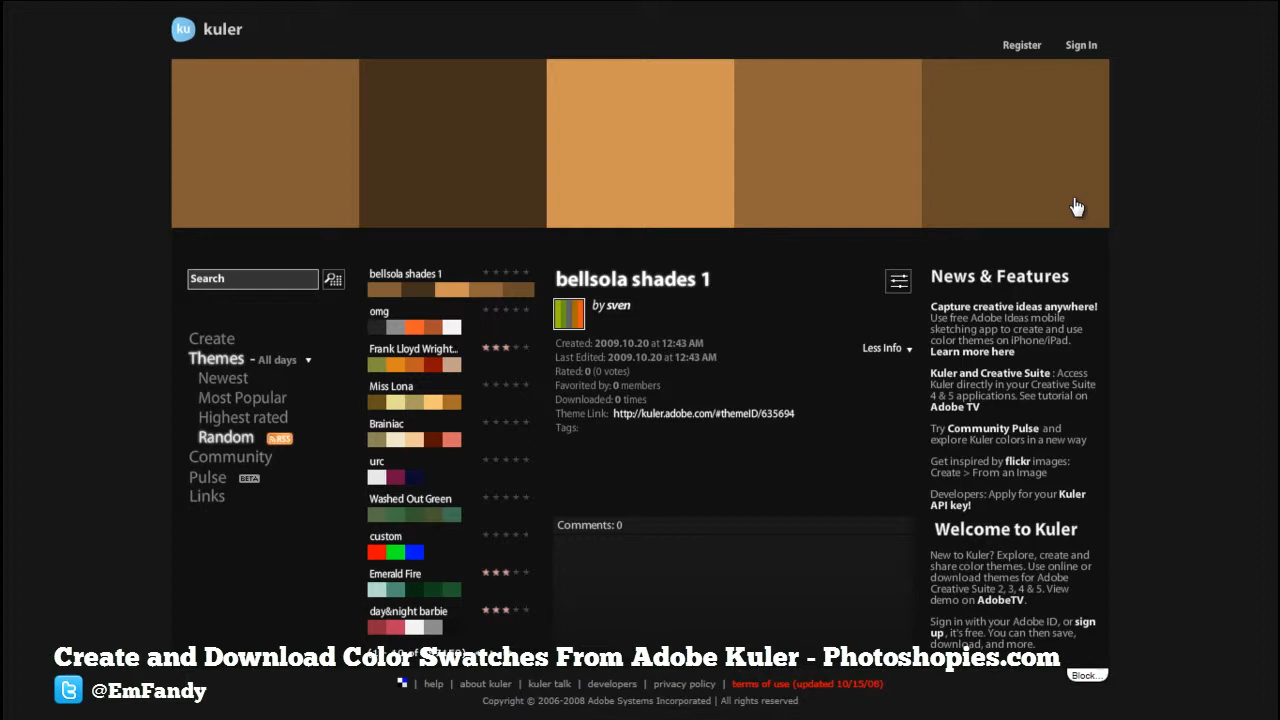 ku kuler
Register Sign In
Search
Create
Themes - All days
Newest
Most Popular
Highest rated
Random RSS
Community
Pulse BETA
Links
bellsola shades 1
omg
Frank Lloyd Wright...
Miss Lona
Brainiac
urc
Washed Out Green
custom
Emerald Fire
day&night barbie
bellsola shades 1
by sven
Created: 2009.10.20 at 12:43 AM
Last Edited: 2009.10.20 at 12:43 AM
Rated: 0 (0 votes)
Favorited by: 0 members
Downloaded: 0 times
Theme Link: http://kuler.adobe.com/#themeID/635694
Tags:
Less Info
Comments: 0
News & Features
Capture creative ideas anywhere!
Use free Adobe Ideas mobile
sketching app to create and use
color themes on iPhone/iPad.
Learn more here
Kuler and Creative Suite : Access
Kuler directly in your Creative Suite
4 & 5 applications. See tutorial on
Adobe TV
Try Community Pulse and
explore Kuler colors in a new way
Get inspired by flickr images:
Create > From an Image
Developers: Apply for your Kuler
API key!
Welcome to Kuler
New to Kuler? Explore, create and
share color themes. Use online or
download themes for Adobe
Creative Suite 2, 3, 4 & 5. View
demo on AdobeTV.
Sign in with your Adobe ID, or sign
up, it's free. You can then save,
download, and more.
Create and Download Color Swatches From Adobe Kuler - Photoshopies.com
@EmFandy
Block...
| help | about kuler | kuler talk | developers | privacy policy | terms of use (updated 10/15/08)
Copyright © 2006-2008 Adobe Systems Incorporated | All rights reserved